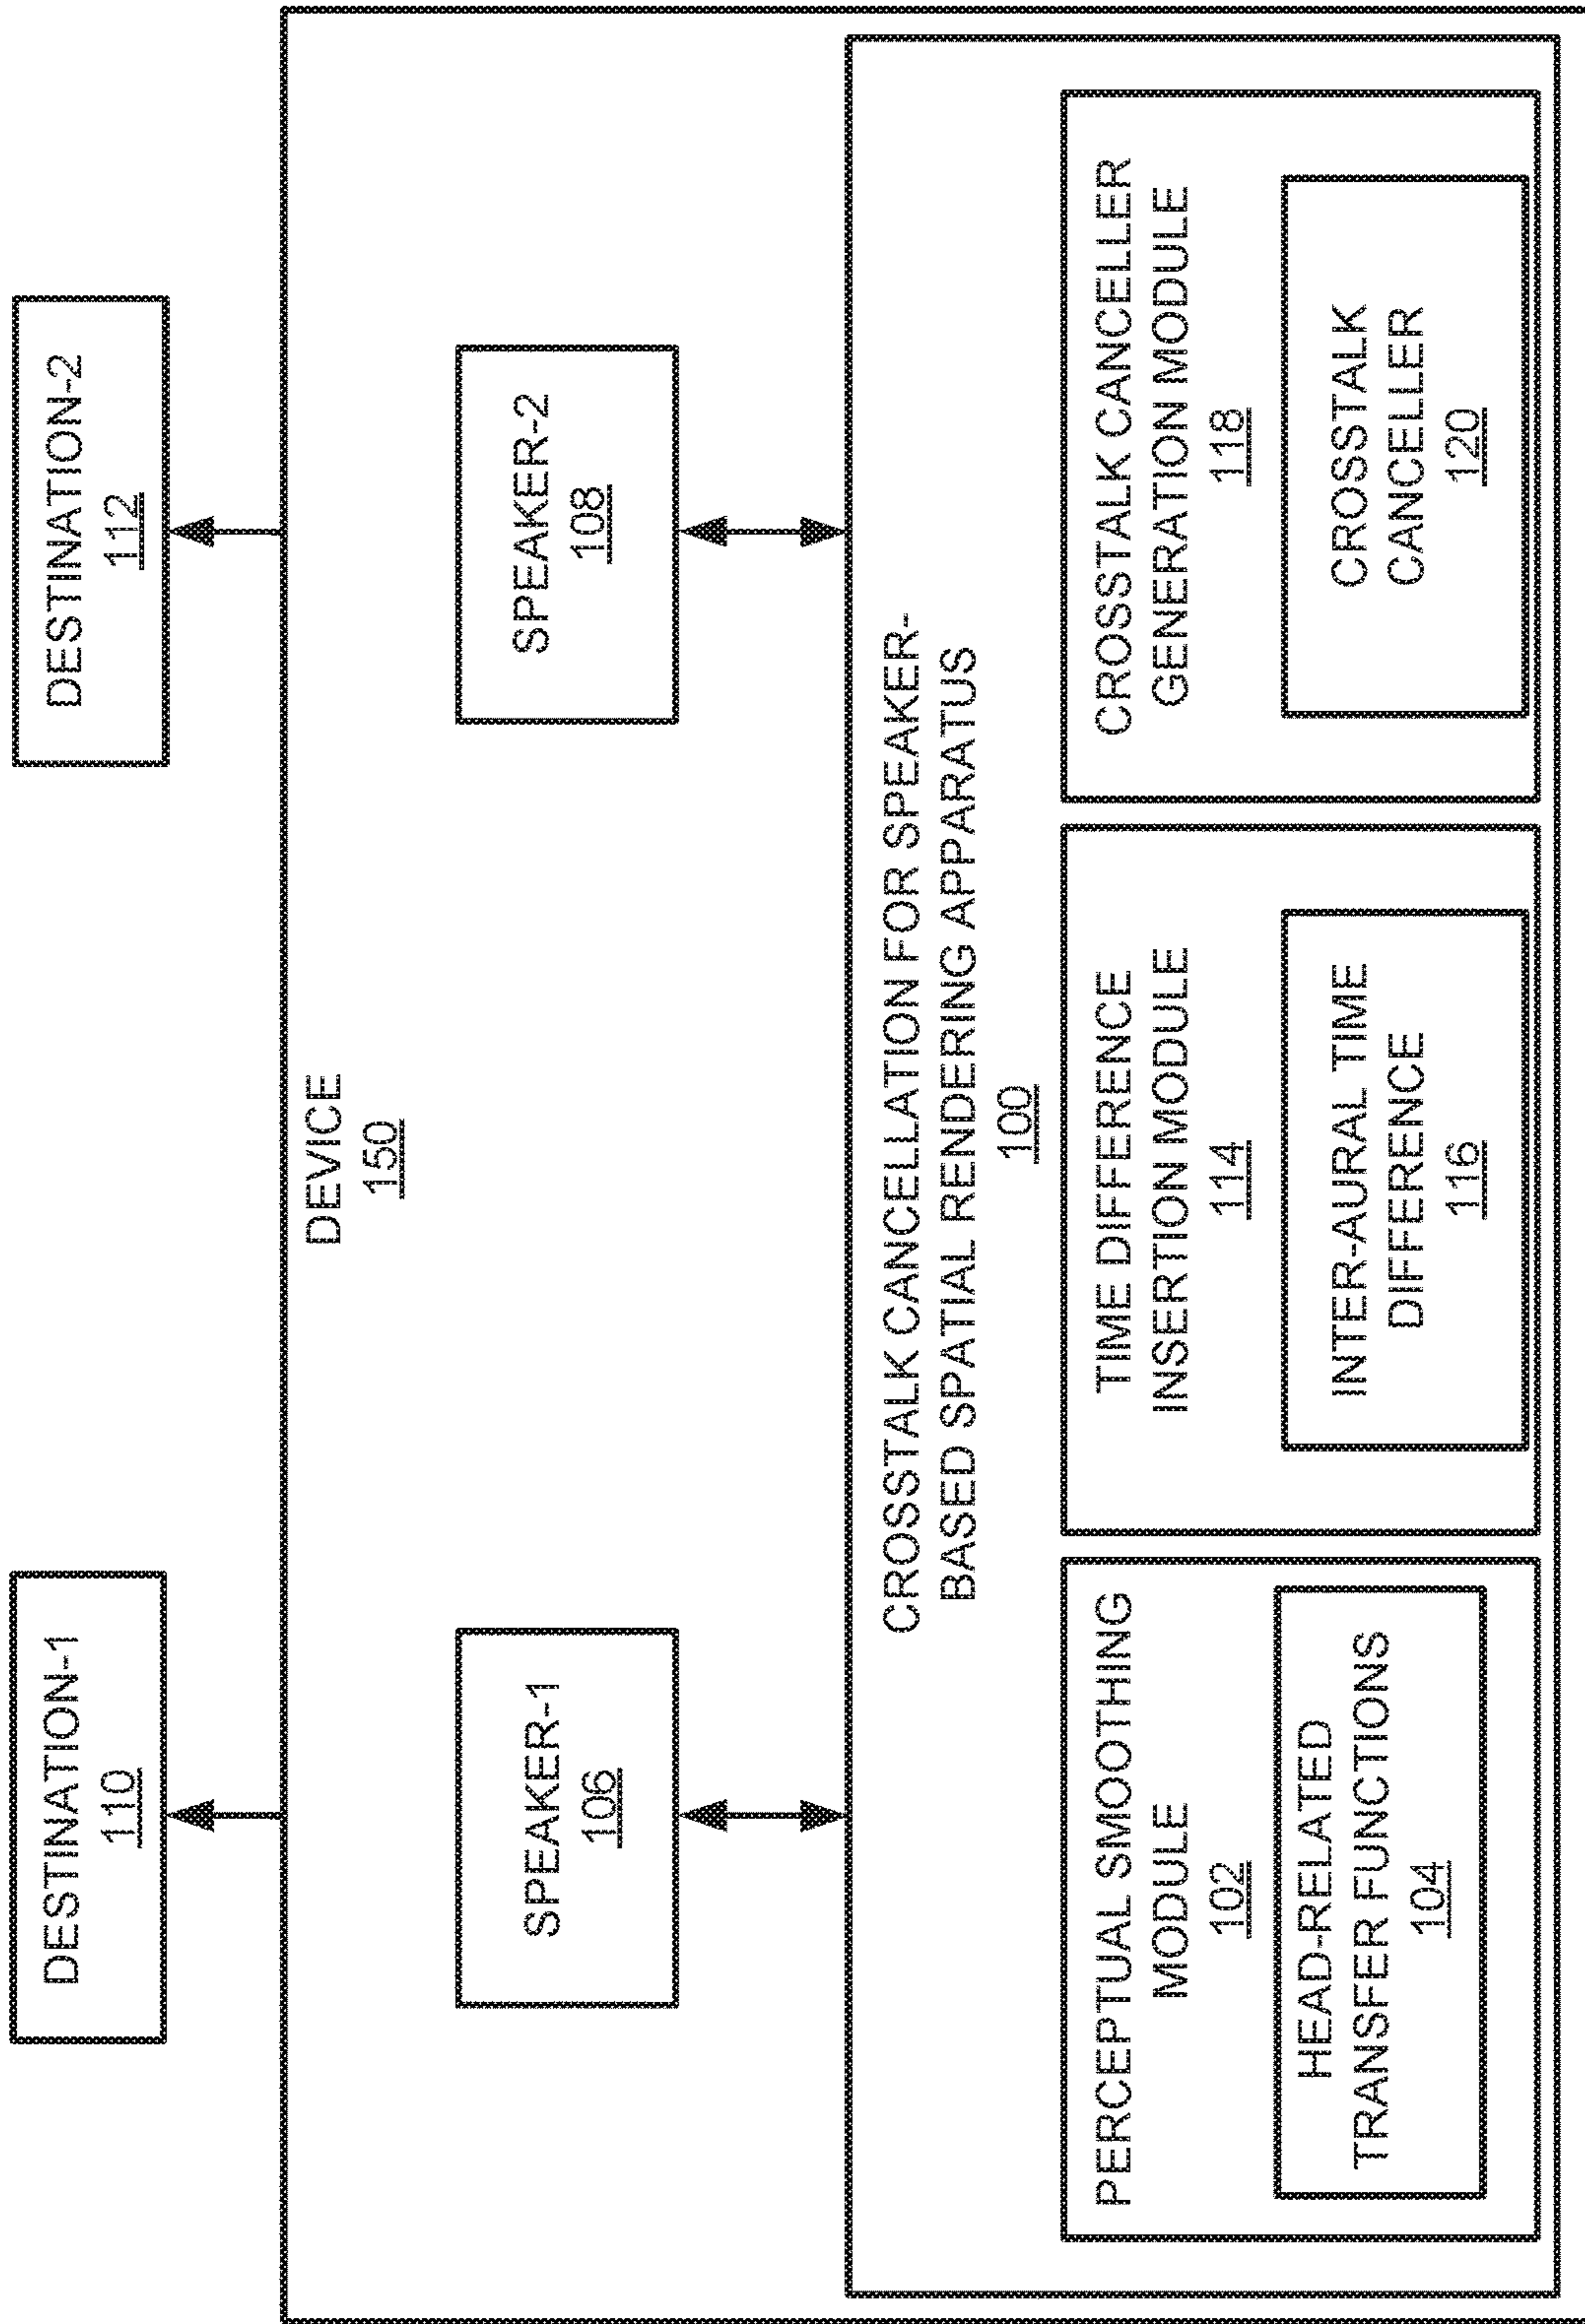 DESTINATION-1
110
DESTINATION-2
112
DEVICE
150
SPEAKER-1
106
SPEAKER-2
108
CROSSTALK CANCELLATION FOR SPEAKER-
BASED SPATIAL RENDERING APPARATUS
100
PERCEPTUAL SMOOTHING
MODULE
102
HEAD-RELATED
TRANSFER FUNCTIONS
104
TIME DIFFERENCE
INSERTION MODULE
114
INTER-AURAL TIME
DIFFERENCE
116
CROSSTALK CANCELLER
GENERATION MODULE
118
CROSSTALK
CANCELLER
120